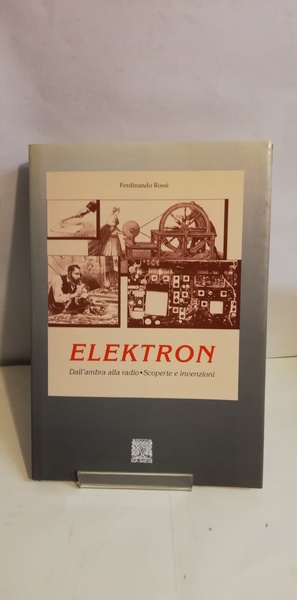 Ferdinando Rossi
ELEKTRON
Dall'ambra alla radio•Scoperte e invenzioni